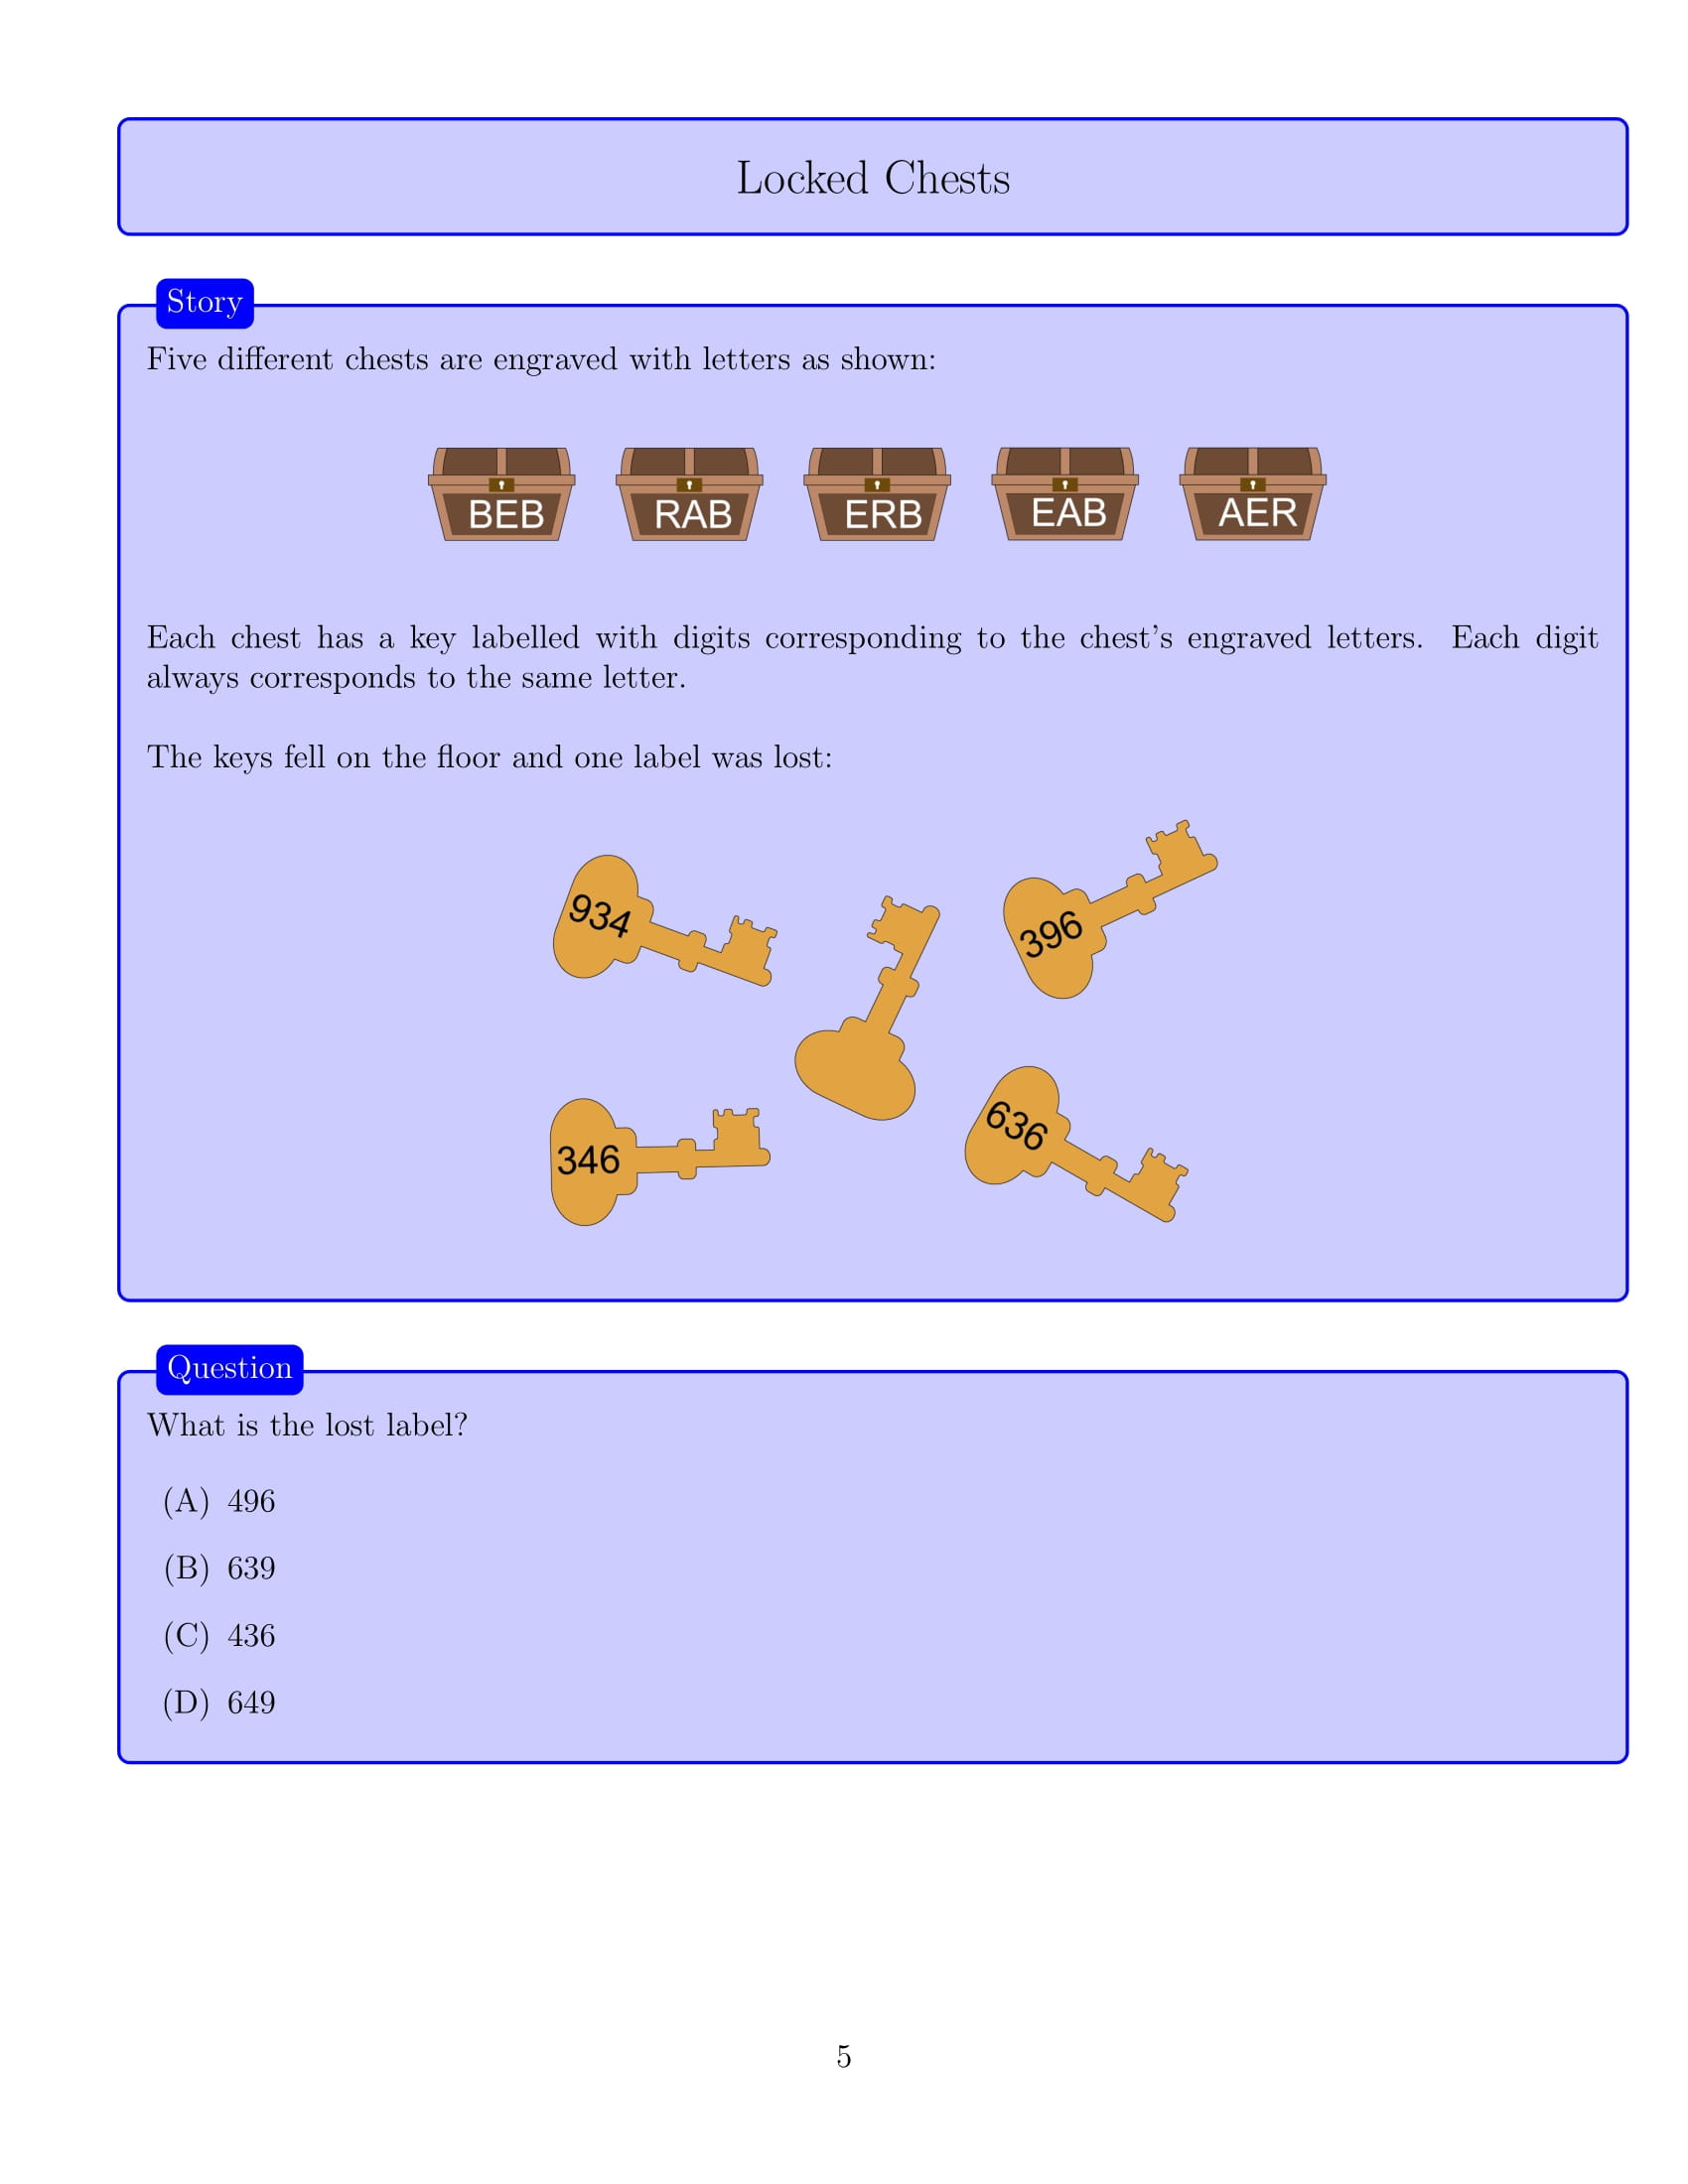 Locked Chests
Story
Five different chests are engraved with letters as shown:
BEB RAB ERB EAB AER
Each chest has a key labelled with digits corresponding to the chest's engraved letters. Each digit
always corresponds to the same letter.
The keys fell on the floor and one label was lost:
934
396
346
636
Question
What is the lost label?
(A) 496
(B) 639
(C) 436
(D) 649
5